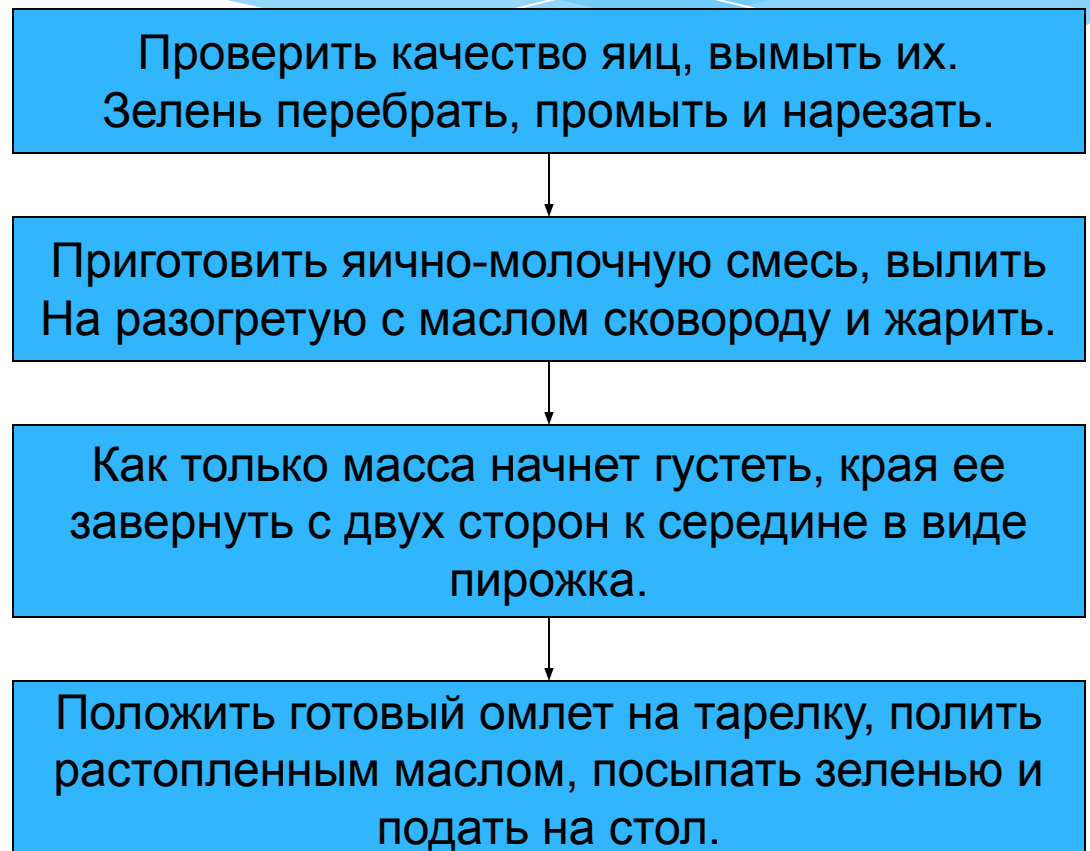 Проверить качество яиц, вымыть их.
Зелень перебрать, промыть и нарезать.
Приготовить яично-молочную смесь, вылить
На разогретую с маслом сковороду и жарить.
Как только масса начнет густеть, края ее
завернуть с двух сторон к середине в виде
пирожка.
Положить готовый омлет на тарелку, полить
растопленным маслом, посыпать зеленью и
подать на стол.